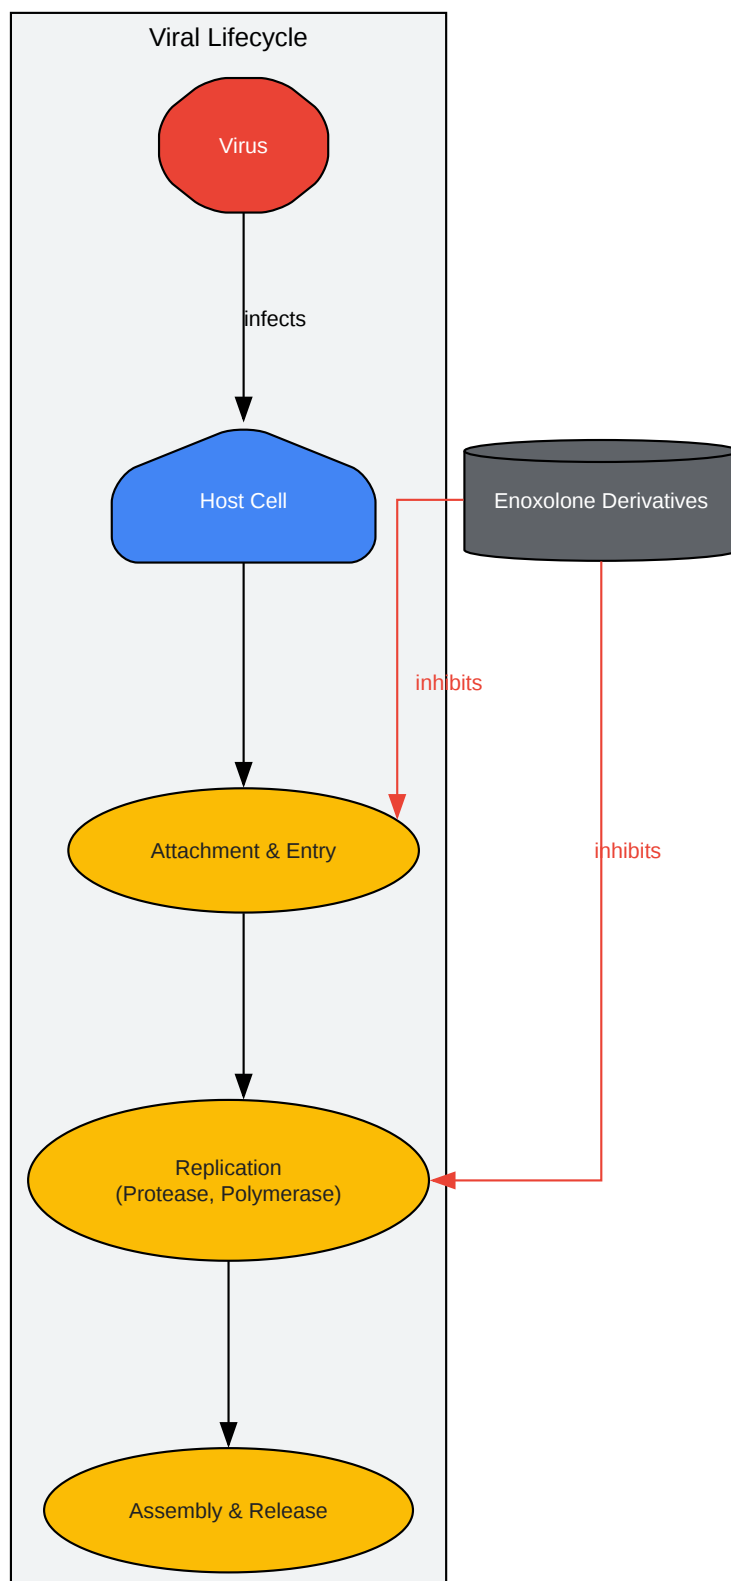 Viral Lifecycle
Virus
infects
Host Cell
Enoxolone Derivatives
inhibits
Attachment & Entry
inhibits
Replication
(Protease, Polymerase)
Assembly & Release